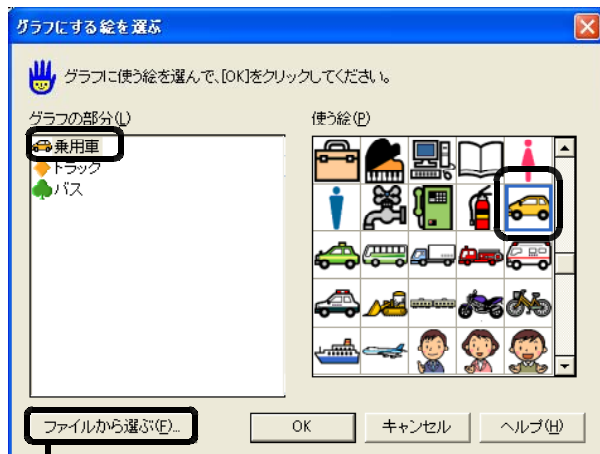 グラフにする絵を選ぶ
グラフに使う絵を選んで、[OK]をクリックしてください。
グラフの部分(L)
使う絵(P)
乗用車
トラック
バス
ファイルから選ぶ(F)...
OK
キャンセル
ヘルプ(H)